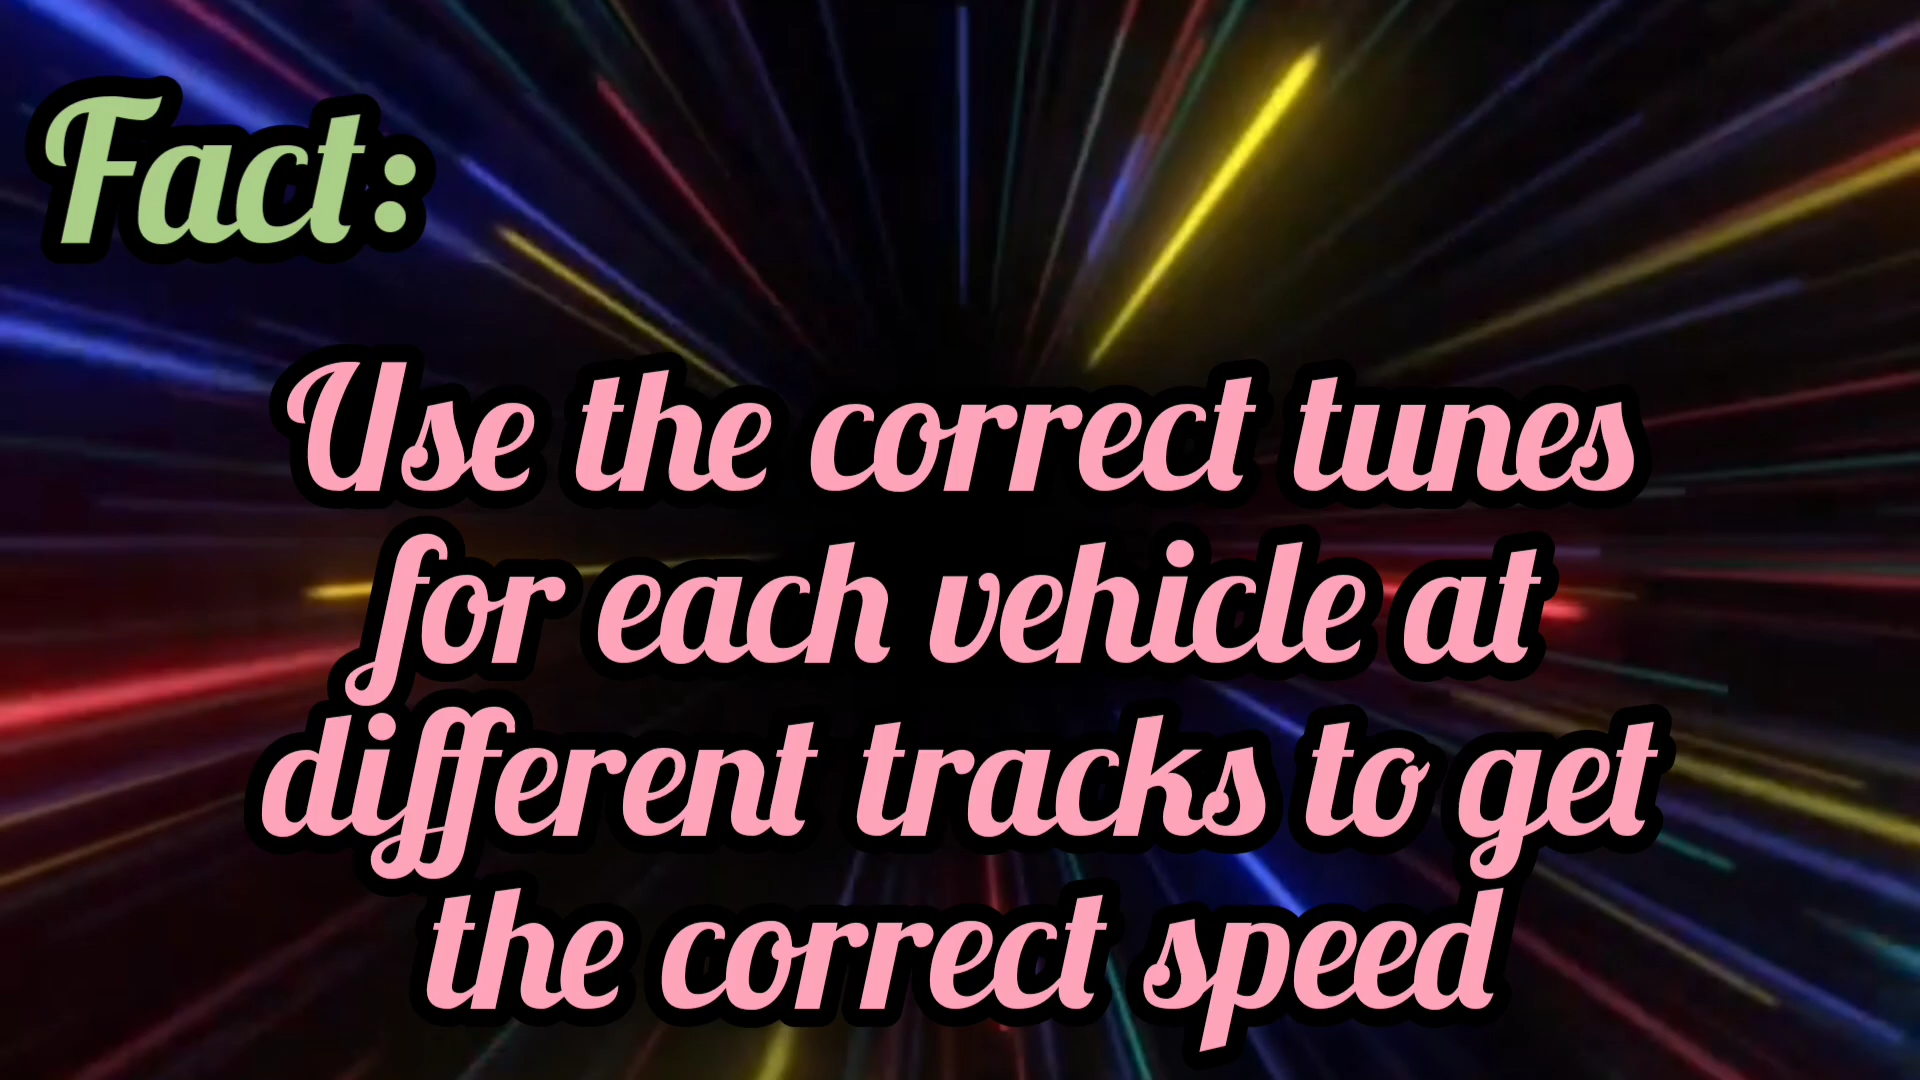 Fact:
Use the correct tunes
for each vehicle at
different tracks to get
the correct speed